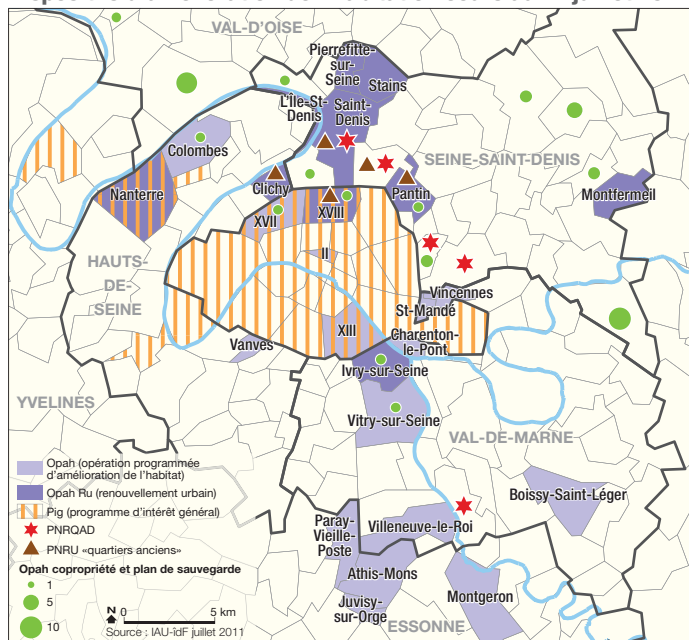 VAL-D'OISE
Pierrefitte-
sur-
Seine
Stains
L'Île-St-
Denis
Saint-
Denis
Colombes
SEINE-SAINT-DENIS
Nanterre
Clichy
Pantin
Montfermeil
XVII
XVIII
HAUTS-
DE-
SEINE
II
Vincennes
St-Mandé
XIII
Charenton-
le-Pont
Vanves
Ivry-sur-Seine
YVELINES
Vitry-sur-Seine
VAL-DE-MARNE
Opah (opération programmée
d'amélioration de l'habitat)
Opah Ru (renouvellement urbain)
Pig (programme d'intérêt général)
PNRQAD
PNRU «quartiers anciens»
Opah copropriété et plan de sauvegarde
1
5
10
N
0 5 km
Source : IAU-îdF juillet 2011
Boissy-Saint-Léger
Paray-
Vieille-
Poste
Villeneuve-le-Roi
Athis-Mons
Juvisy-
sur-Orge
Montgeron
ESSONNE